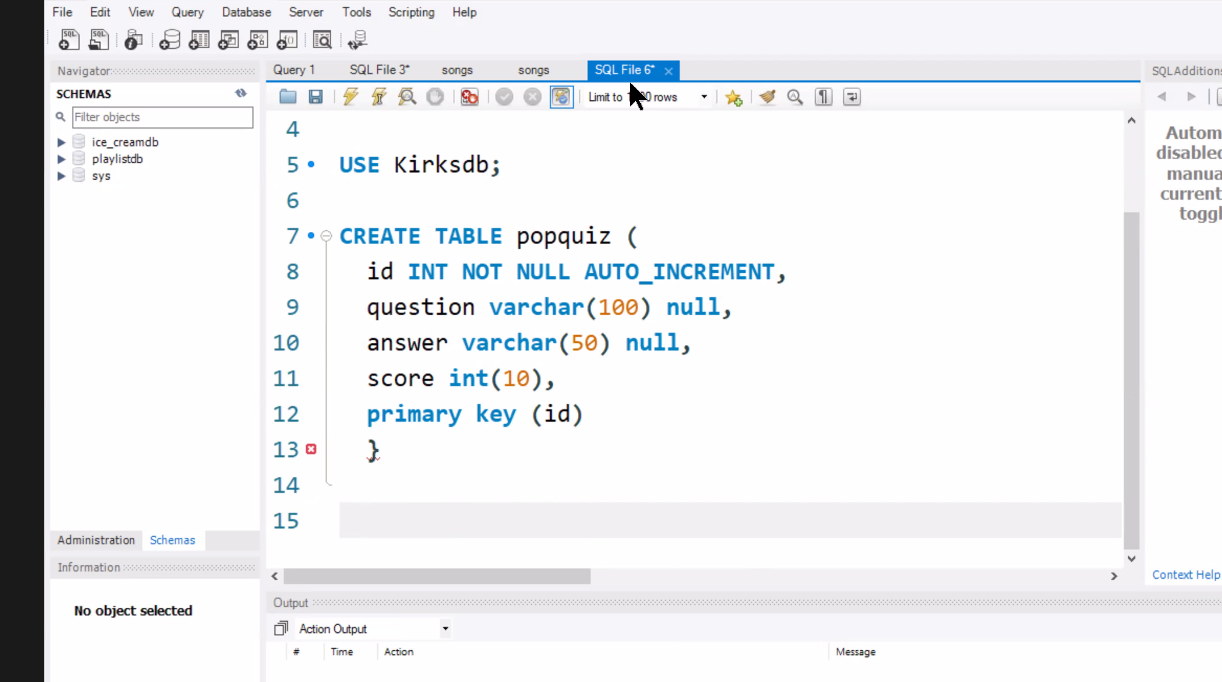 File Edit View Query Database Server Tools Scripting Help
Navigator
SCHEMAS
Filter objects
ice_creamdb
playlistdb
sys
Administration Schemas
Information
No object selected
Query 1 SQL File 3* songs songs SQL File 6*
Limit to rows
4
5 USE Kirksdb;
6
7 CREATE TABLE popquiz (
8 id INT NOT NULL AUTO_INCREMENT,
9 question varchar(100) null,
10 answer varchar(50) null,
11 score int(10),
12 primary key (id)
13 }
14
15
Output
Action Output
# Time Action Message
SQLAdditions
Autom
disabled
manua
current
toggl
Context Help